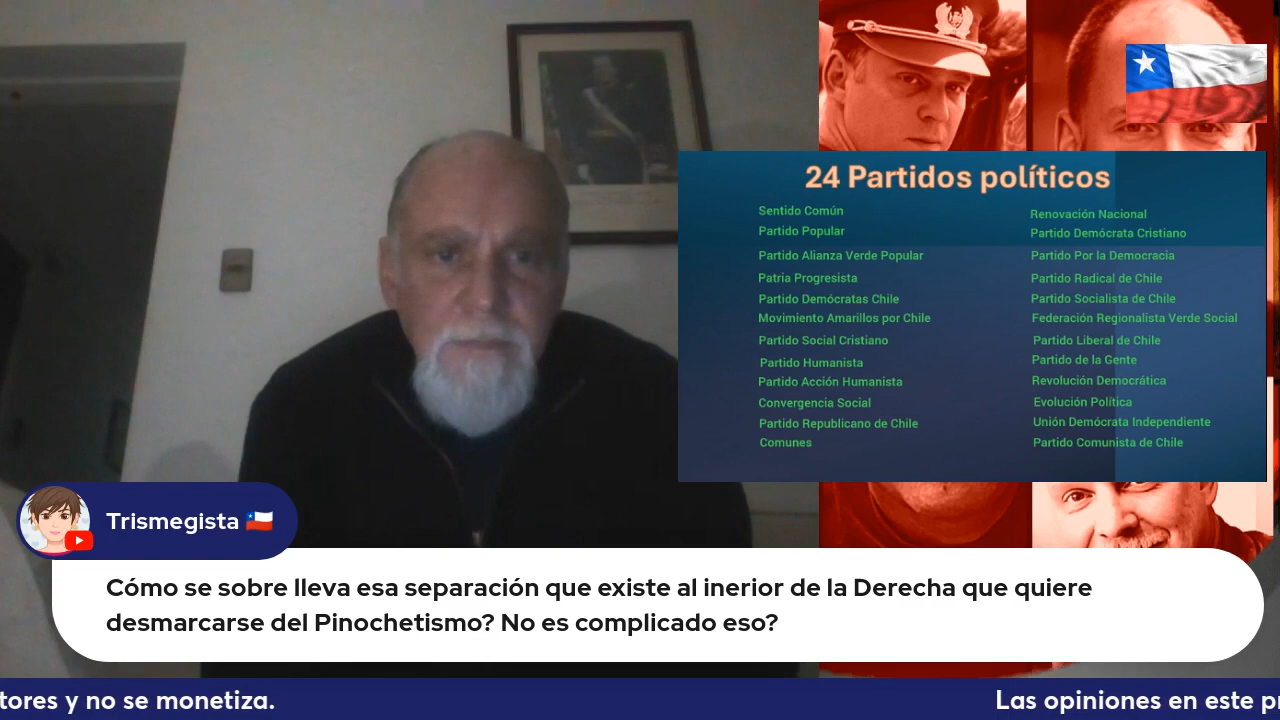 24 Partidos políticos
Sentido Común
Partido Popular
Partido Alianza Verde Popular
Patria Progresista
Partido Demócratas Chile
Movimiento Amarillos por Chile
Partido Social Cristiano
Partido Humanista
Partido Acción Humanista
Convergencia Social
Partido Republicano de Chile
Comunes
Renovación Nacional
Partido Demócrata Cristiano
Partido Por la Democracia
Partido Radical de Chile
Partido Socialista de Chile
Federación Regionalista Verde Social
Partido Liberal de Chile
Partido de la Gente
Revolución Democrática
Evolución Política
Unión Demócrata Independiente
Partido Comunista de Chile
Trismegista 🇨🇱
Cómo se sobre lleva esa separación que existe al inerior de la Derecha que quiere
desmarcarse del Pinochetismo? No es complicado eso?
tores y no se monetiza. Las opiniones en este pr